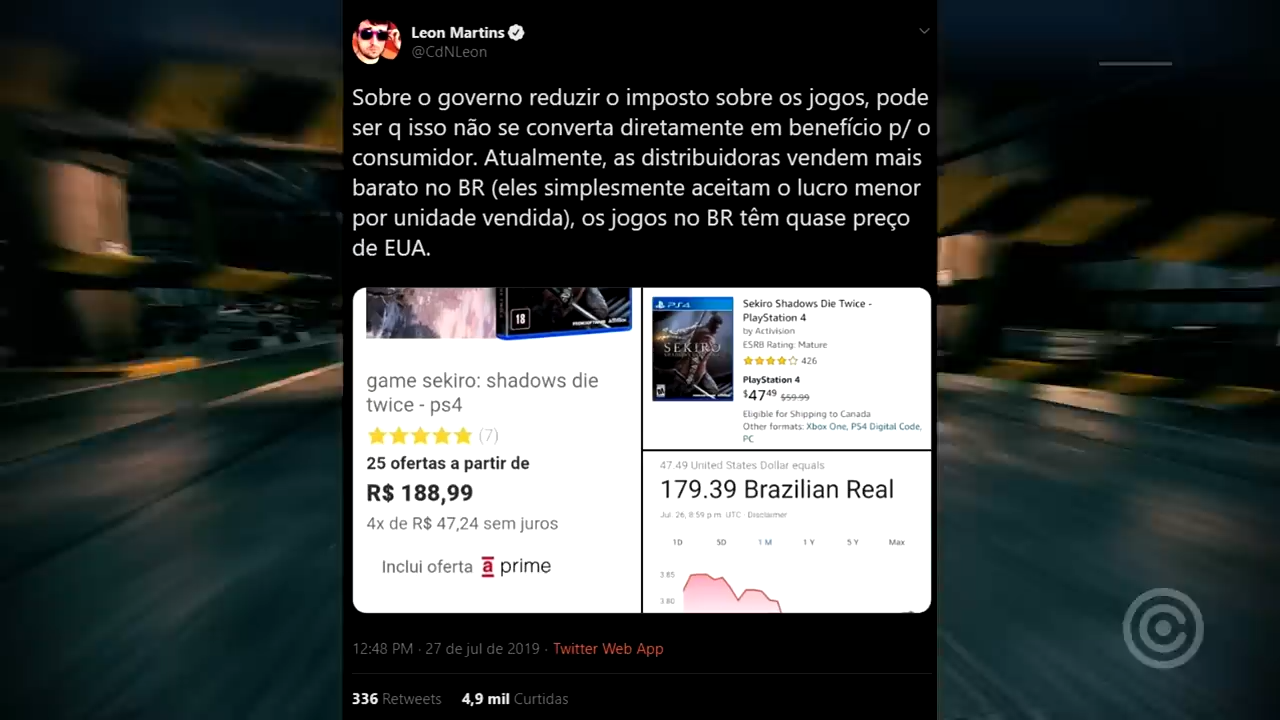 Leon Martins
@CdNLeon
Sobre o governo reduzir o imposto sobre os jogos, pode
ser q isso não se converta diretamente em benefício p/ o
consumidor. Atualmente, as distribuidoras vendem mais
barato no BR (eles simplesmente aceitam o lucro menor
por unidade vendida), os jogos no BR têm quase preço
de EUA.
18
game sekiro: shadows die
twice - ps4
(7)
25 ofertas a partir de
R$ 188,99
4x de R$ 47,24 sem juros
Inclui oferta a prime
PS4
SEKIRO
Sekiro Shadows Die Twice -
PlayStation 4
by Activision
ESRB Rating: Mature
426
PlayStation 4
$4749 $59.99
Eligible for Shipping to Canada
Other formats: Xbox One, PS4 Digital Code,
PC
47.49 United States Dollar equals
179.39 Brazilian Real
Jul. 26, 8:59 p.m. UTC · Disclaimer
1D 5D 1 M 1 Y 5 Y Max
3.85
3.80
12:48 PM · 27 de jul de 2019 · Twitter Web App
336 Retweets 4,9 mil Curtidas